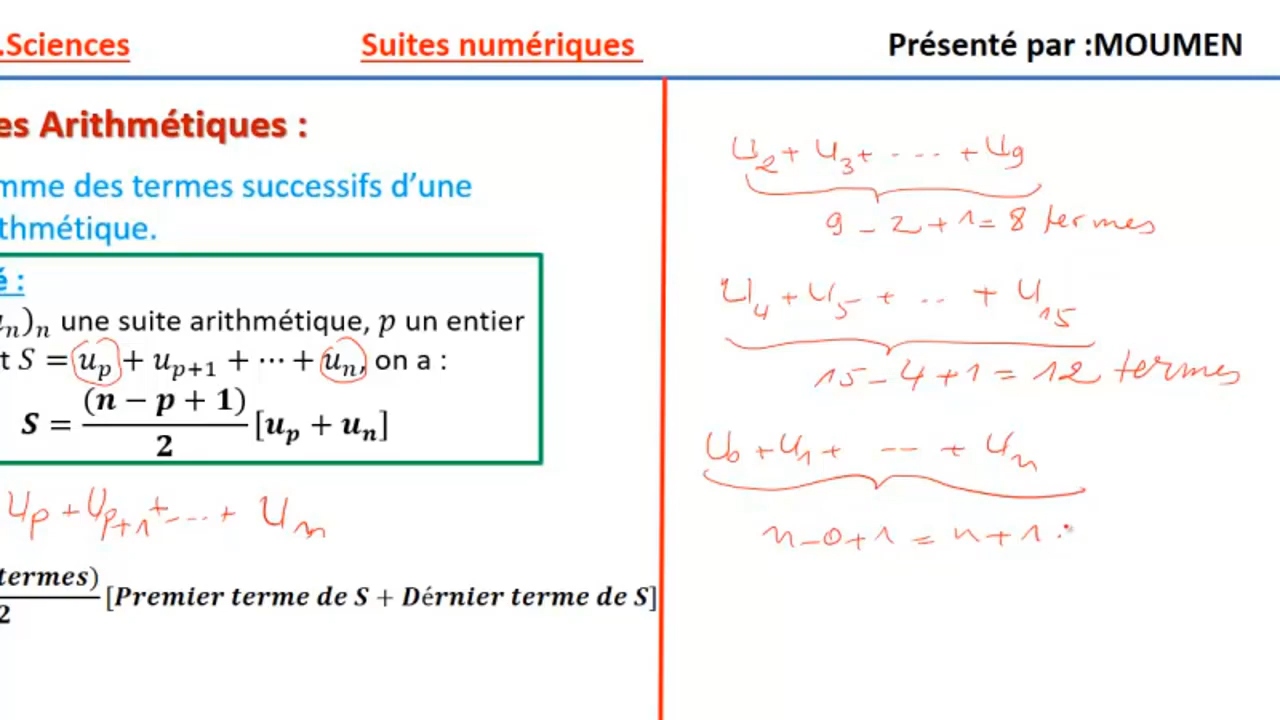 .Sciences Suites numériques Présenté par :MOUMEN
es Arithmétiques :
mme des termes successifs d'une
thmétique.
é :
uₙ)ₙ une suite arithmétique, p un entier
t S = uₚ + uₚ₊₁ + ⋯ + uₙ, on a :
S = (n − p + 1)/2 [uₚ + uₙ]
Uₚ + Uₚ₊₁ + ... + Uₙ
termes)/2 [Premier terme de S + Dérnier terme de S]
U₂ + U₃ + .... + U₉
9 - 2 + 1 = 8 termes
U₄ + U₅ + .. + U₁₅
15 - 4 + 1 = 12 termes
U₀ + U₁ + --- + Uₙ
n - 0 + 1 = n + 1 .